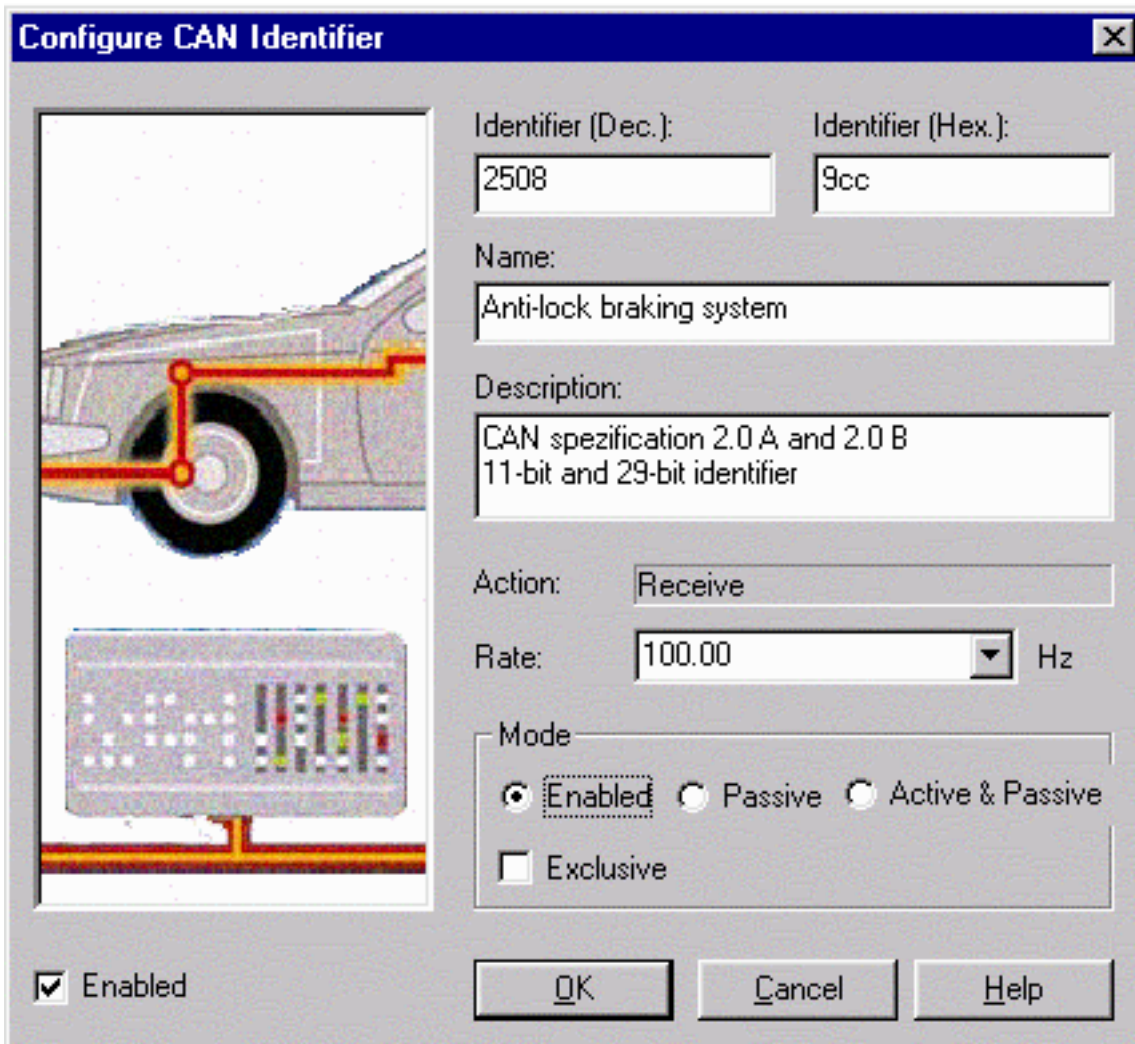 Configure CAN Identifier
Identifier (Dec.): Identifier (Hex.):
2508 9cc
Name:
Anti-lock braking system
Description:
CAN spezification 2.0 A and 2.0 B
11-bit and 29-bit identifier
Action: Receive
Rate: 100.00 Hz
Mode
Enabled Passive Active & Passive
Exclusive
Enabled OK Cancel Help